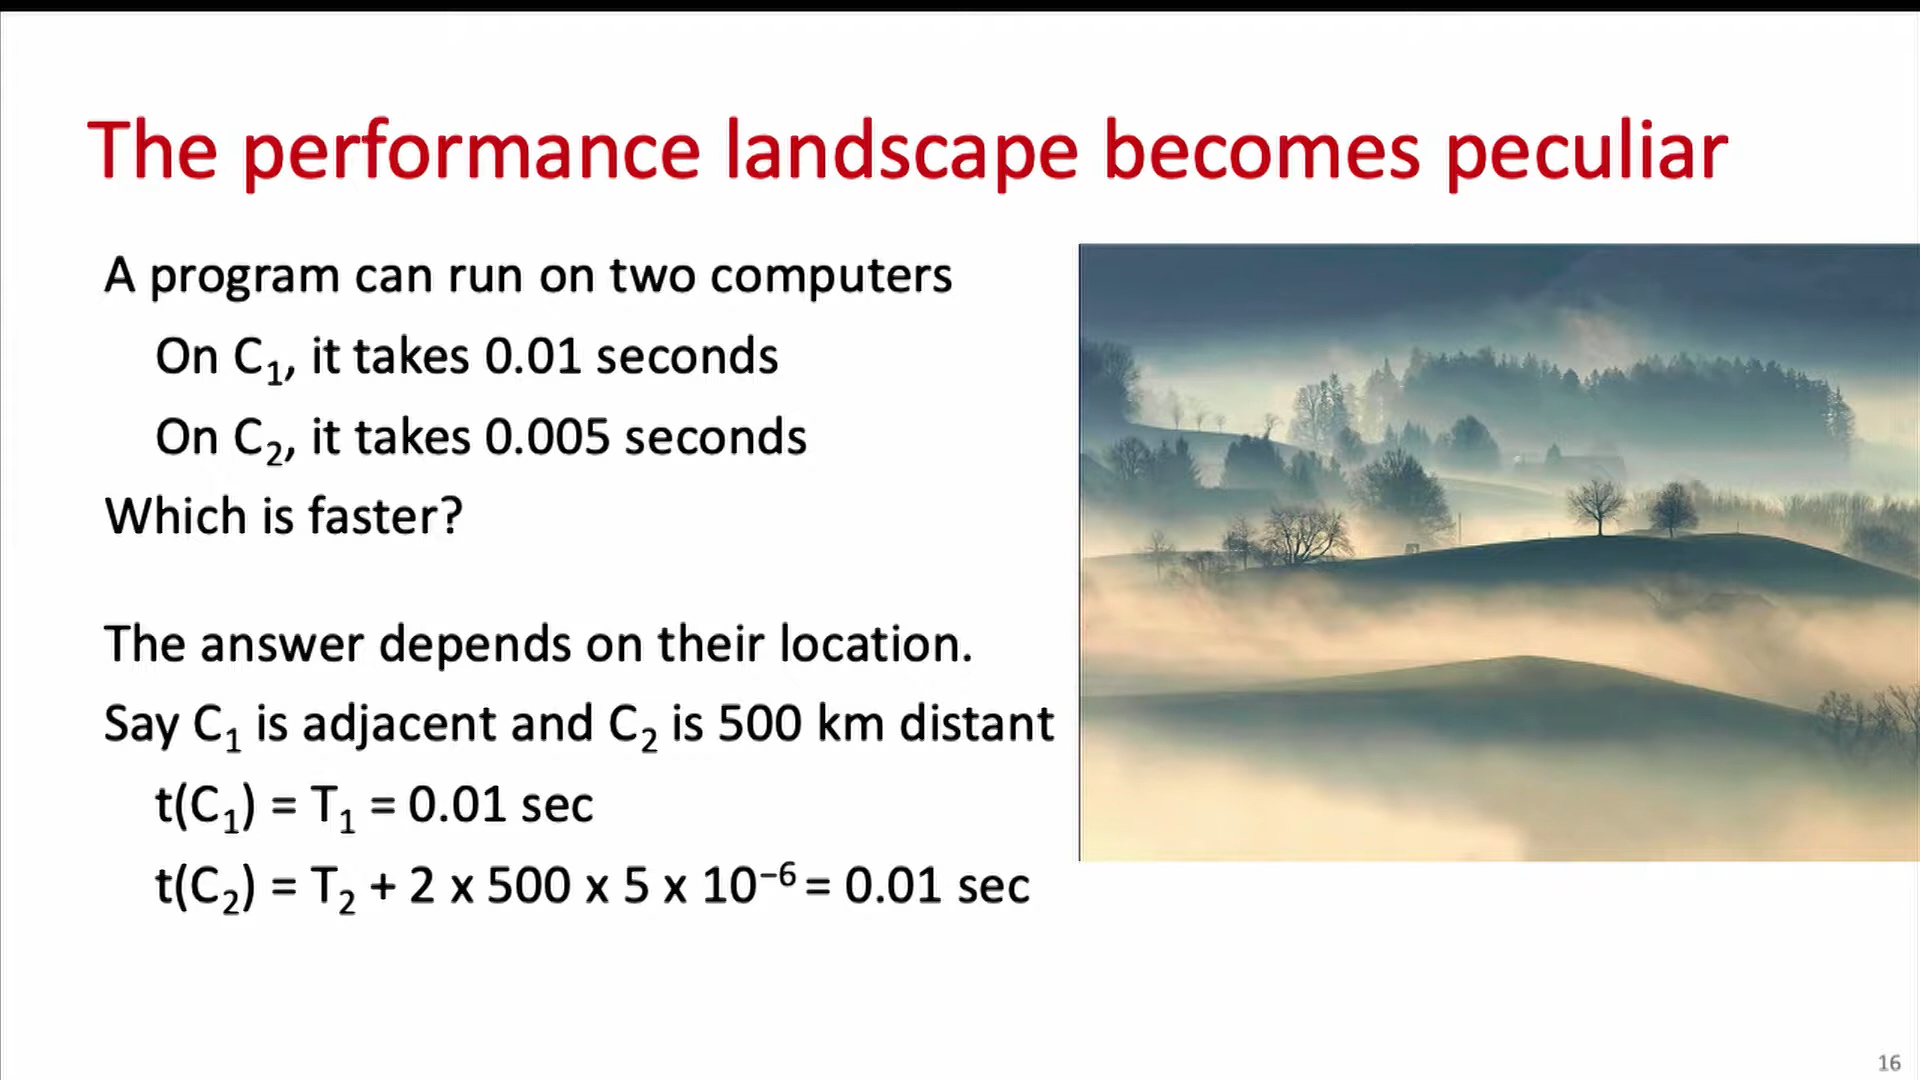 The performance landscape becomes peculiar
A program can run on two computers
On C₁, it takes 0.01 seconds
On C₂, it takes 0.005 seconds
Which is faster?
The answer depends on their location.
Say C₁ is adjacent and C₂ is 500 km distant
t(C₁) = T₁ = 0.01 sec
t(C₂) = T₂ + 2 x 500 x 5 x 10⁻⁶ = 0.01 sec
16